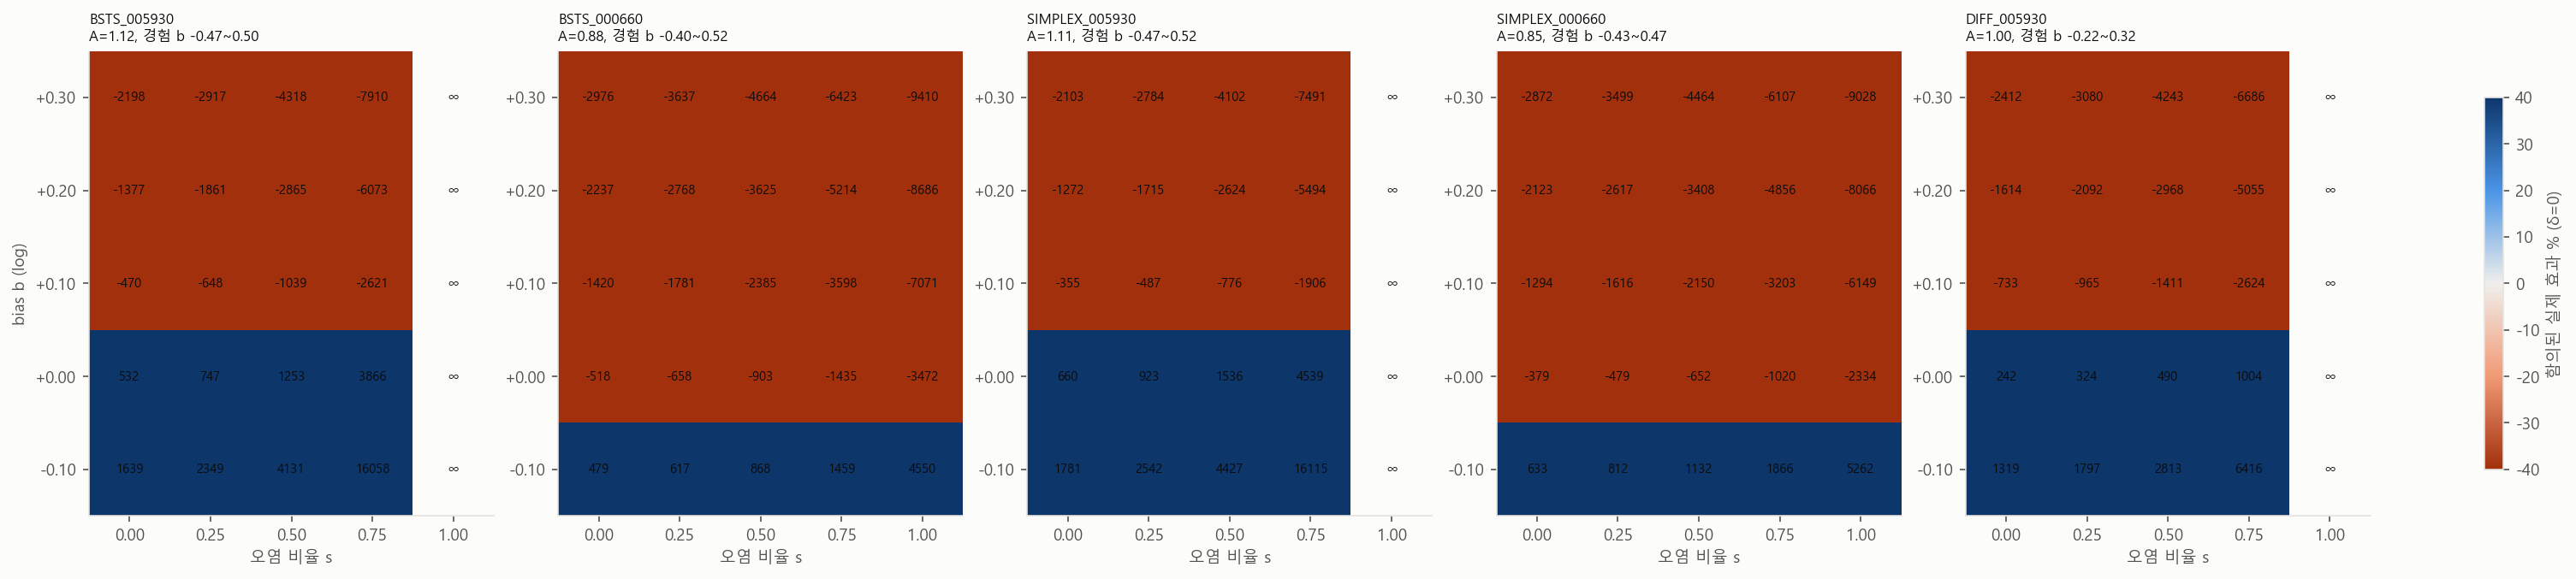 BSTS_005930
A=1.12, 경험 b -0.47~0.50
bias b (log)
+0.30 -2198 -2917 -4318 -7910 ∞
+0.20 -1377 -1861 -2865 -6073 ∞
+0.10 -470 -648 -1039 -2621 ∞
+0.00 532 747 1253 3866 ∞
-0.10 1639 2349 4131 16058 ∞
0.00 0.25 0.50 0.75 1.00
오염 비율 s
BSTS_000660
A=0.88, 경험 b -0.40~0.52
+0.30 -2976 -3637 -4664 -6423 -9410
+0.20 -2237 -2768 -3625 -5214 -8686
+0.10 -1420 -1781 -2385 -3598 -7071
+0.00 -518 -658 -903 -1435 -3472
-0.10 479 617 868 1459 4550
0.00 0.25 0.50 0.75 1.00
오염 비율 s
SIMPLEX_005930
A=1.11, 경험 b -0.47~0.52
+0.30 -2103 -2784 -4102 -7491 ∞
+0.20 -1272 -1715 -2624 -5494 ∞
+0.10 -355 -487 -776 -1906 ∞
+0.00 660 923 1536 4539 ∞
-0.10 1781 2542 4427 16115 ∞
0.00 0.25 0.50 0.75 1.00
오염 비율 s
SIMPLEX_000660
A=0.85, 경험 b -0.43~0.47
+0.30 -2872 -3499 -4464 -6107 -9028
+0.20 -2123 -2617 -3408 -4856 -8066
+0.10 -1294 -1616 -2150 -3203 -6149
+0.00 -379 -479 -652 -1020 -2334
-0.10 633 812 1132 1866 5262
0.00 0.25 0.50 0.75 1.00
오염 비율 s
DIFF_005930
A=1.00, 경험 b -0.22~0.32
+0.30 -2412 -3080 -4243 -6686 ∞
+0.20 -1614 -2092 -2968 -5055 ∞
+0.10 -733 -965 -1411 -2624 ∞
+0.00 242 324 490 1004 ∞
-0.10 1319 1797 2813 6416 ∞
0.00 0.25 0.50 0.75 1.00
오염 비율 s
40
30
20
10
0
-10
-20
-30
-40
함의된 실제 효과 % (δ=0)